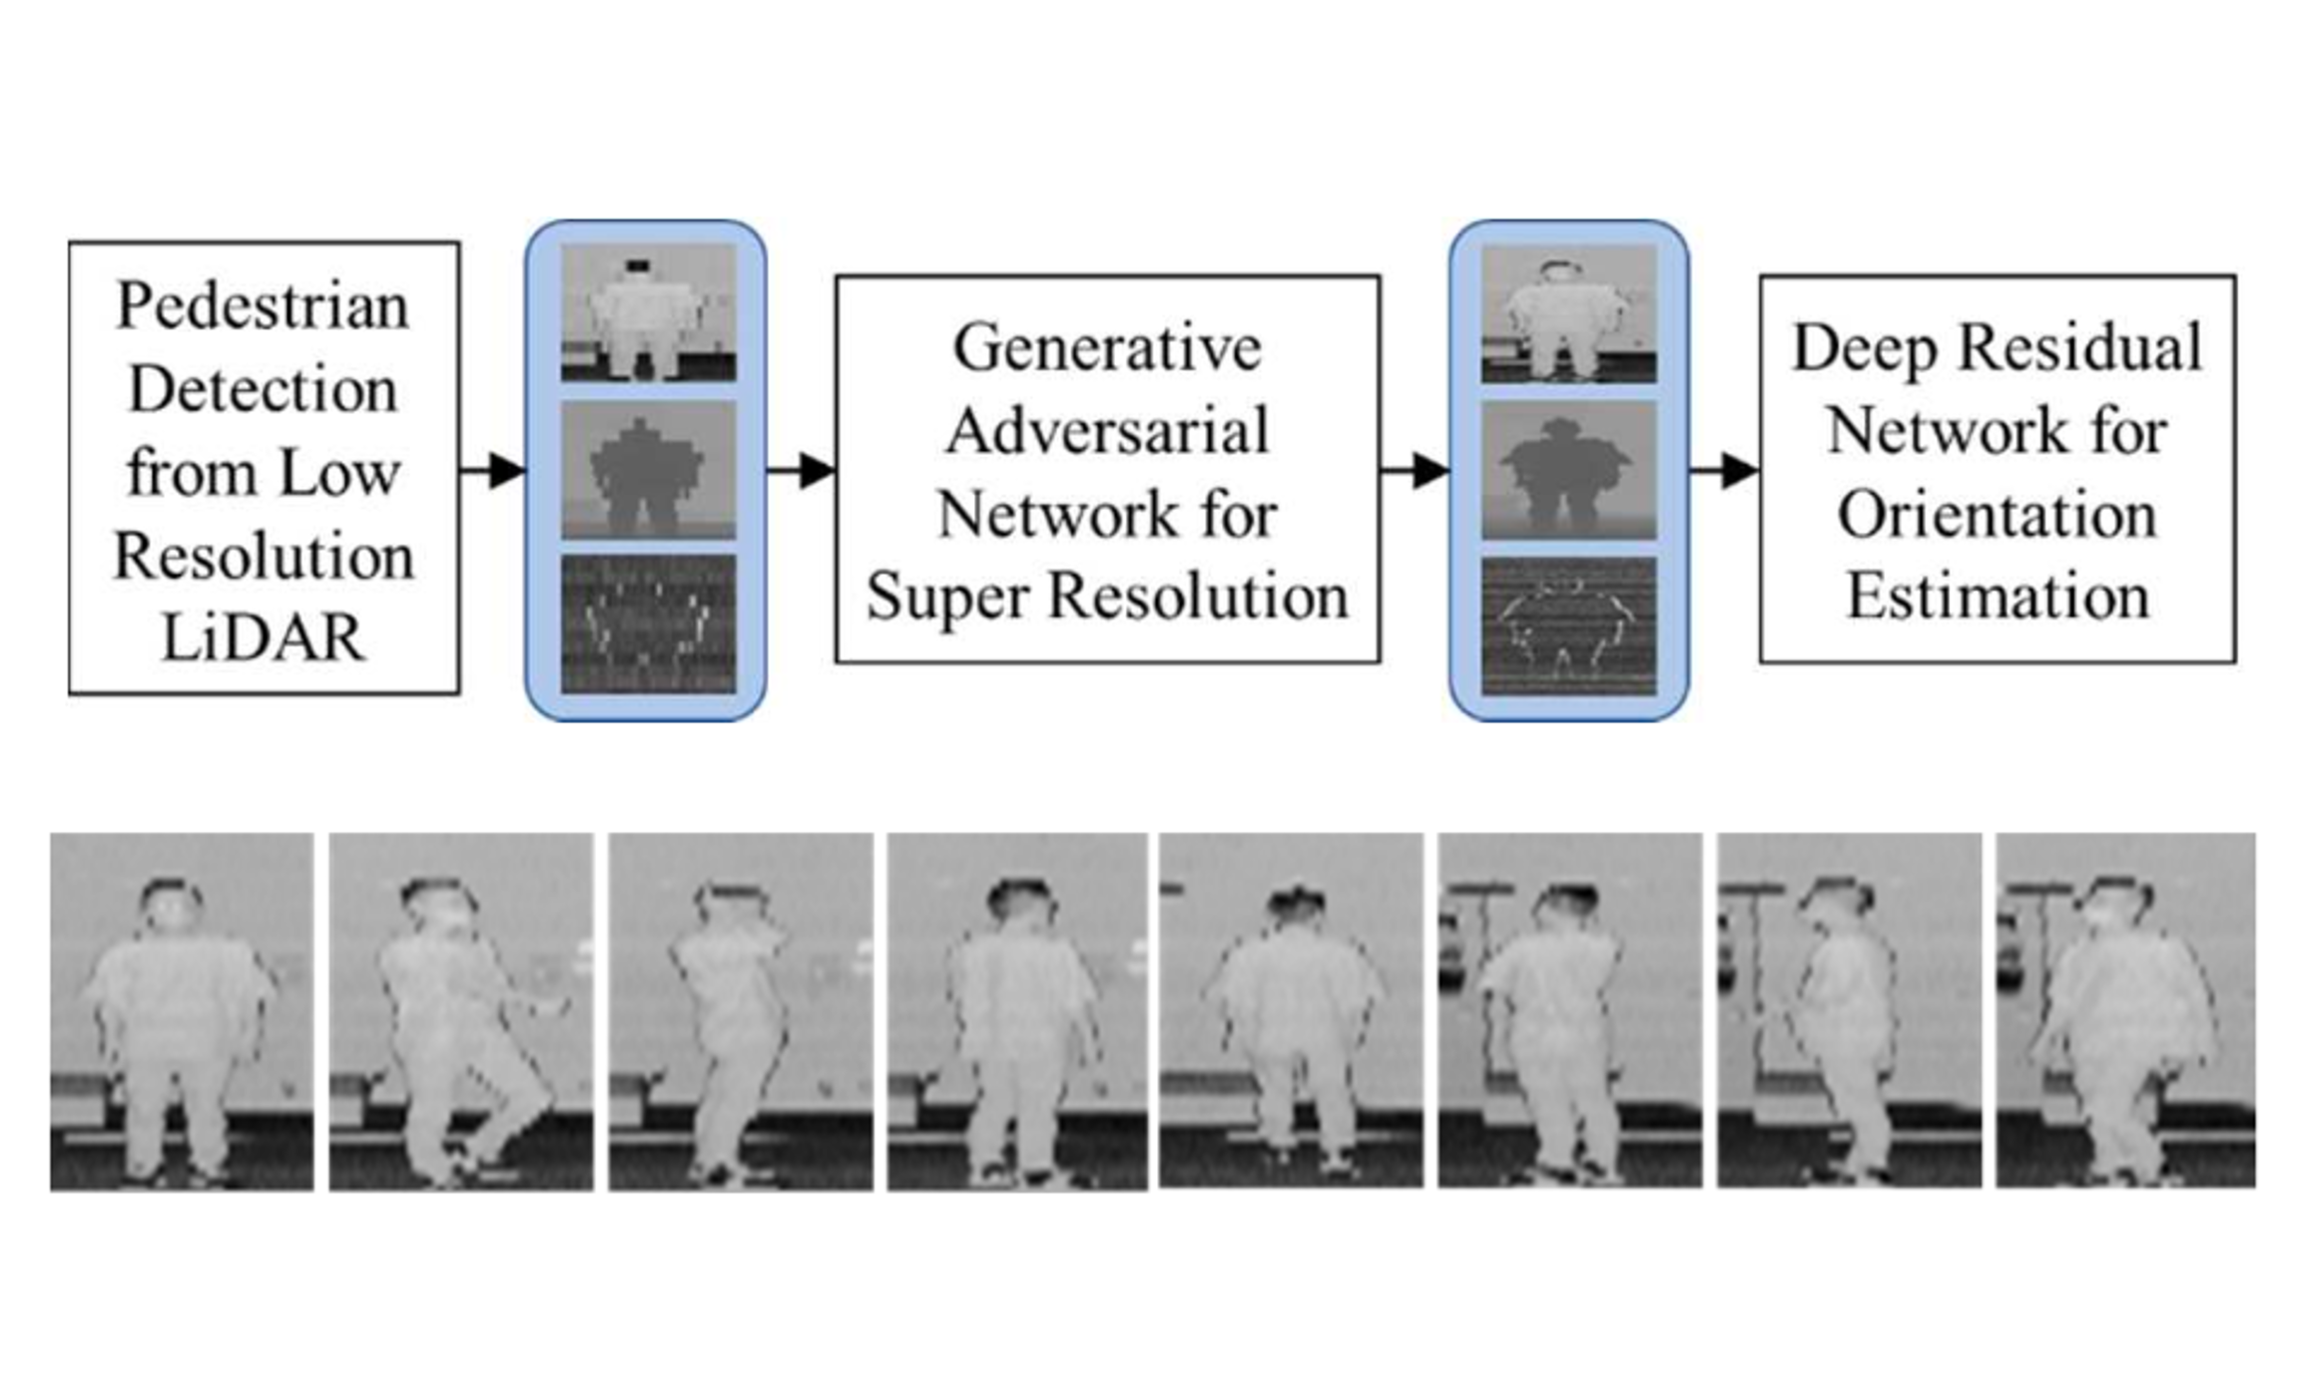 Pedestrian
Detection
from Low
Resolution
LiDAR
Generative
Adversarial
Network for
Super Resolution
Deep Residual
Network for
Orientation
Estimation